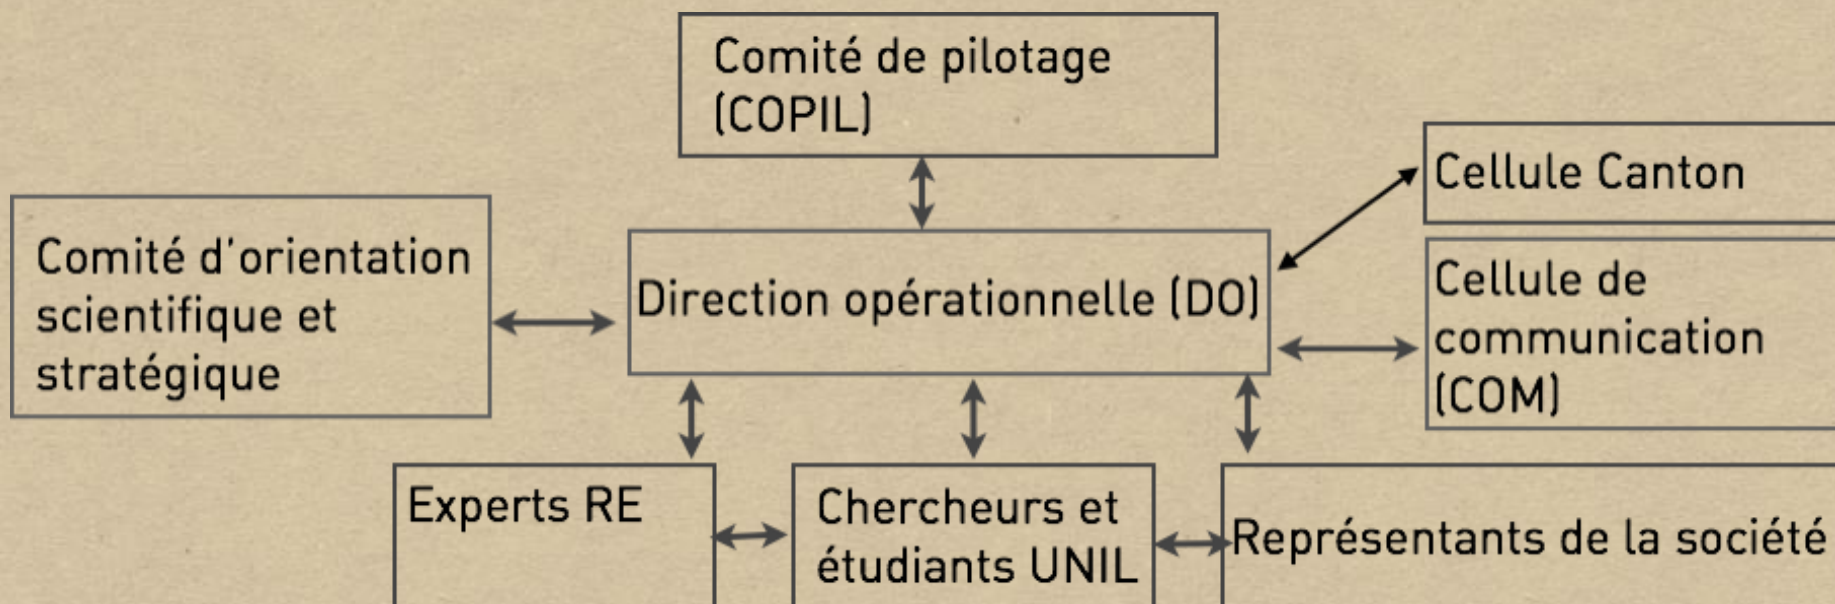 Comité de pilotage
(COPIL)
Cellule Canton
Comité d'orientation
scientifique et
stratégique
Direction opérationnelle (DO)
Cellule de
communication
(COM)
Experts RE
Chercheurs et
étudiants UNIL
Représentants de la société